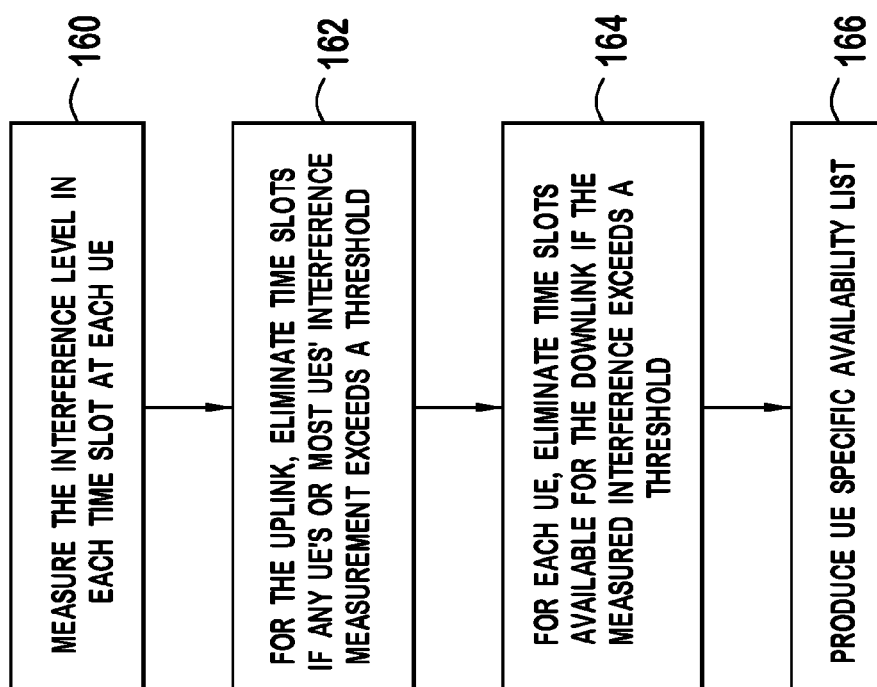 MEASURE THE INTERFERENCE LEVEL IN
EACH TIME SLOT AT EACH UE
160
FOR THE UPLINK, ELIMINATE TIME SLOTS
IF ANY UE'S OR MOST UES' INTERFERENCE
MEASUREMENT EXCEEDS A THRESHOLD
162
FOR EACH UE, ELIMINATE TIME SLOTS
AVAILABLE FOR THE DOWNLINK IF THE
MEASURED INTERFERENCE EXCEEDS A
THRESHOLD
164
PRODUCE UE SPECIFIC AVAILABILITY LIST
166